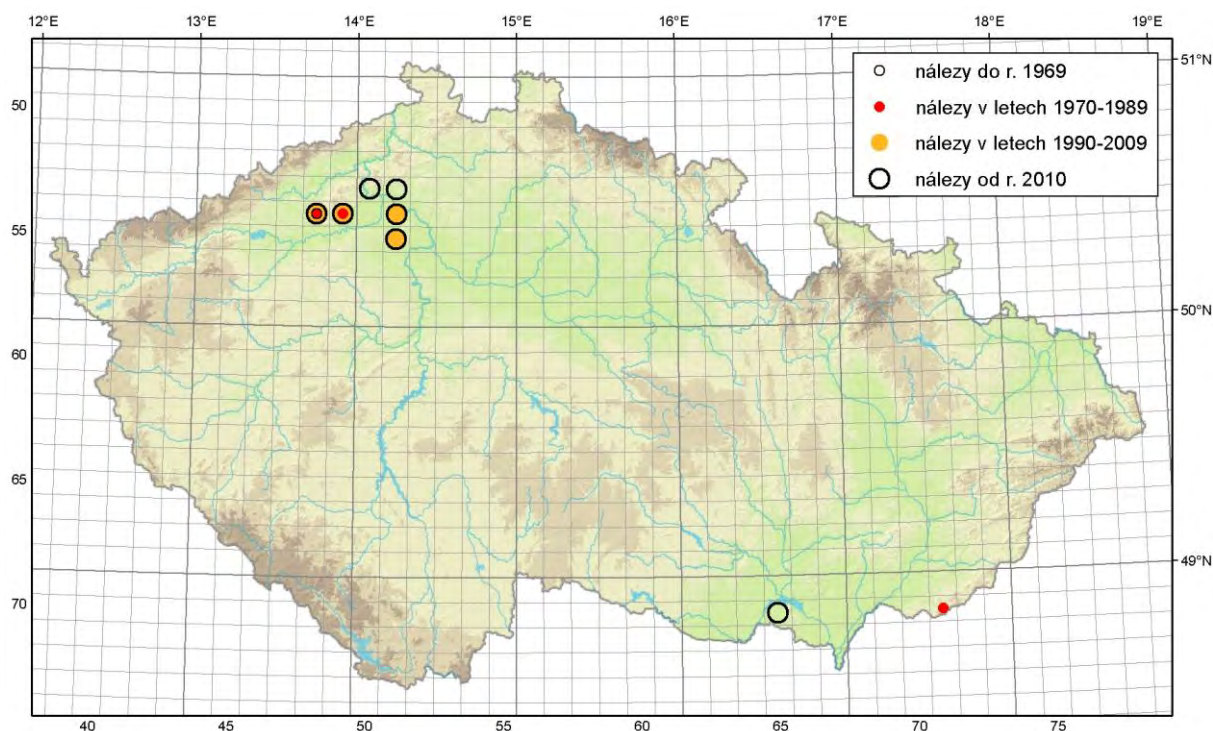 12°E 13°E 14°E 15°E 16°E 17°E 18°E 19°E
51°N
50°N
49°N
50
55
60
65
70
40 45 50 55 60 65 70 75
nálezy do r. 1969
nálezy v letech 1970-1989
nálezy v letech 1990-2009
nálezy od r. 2010